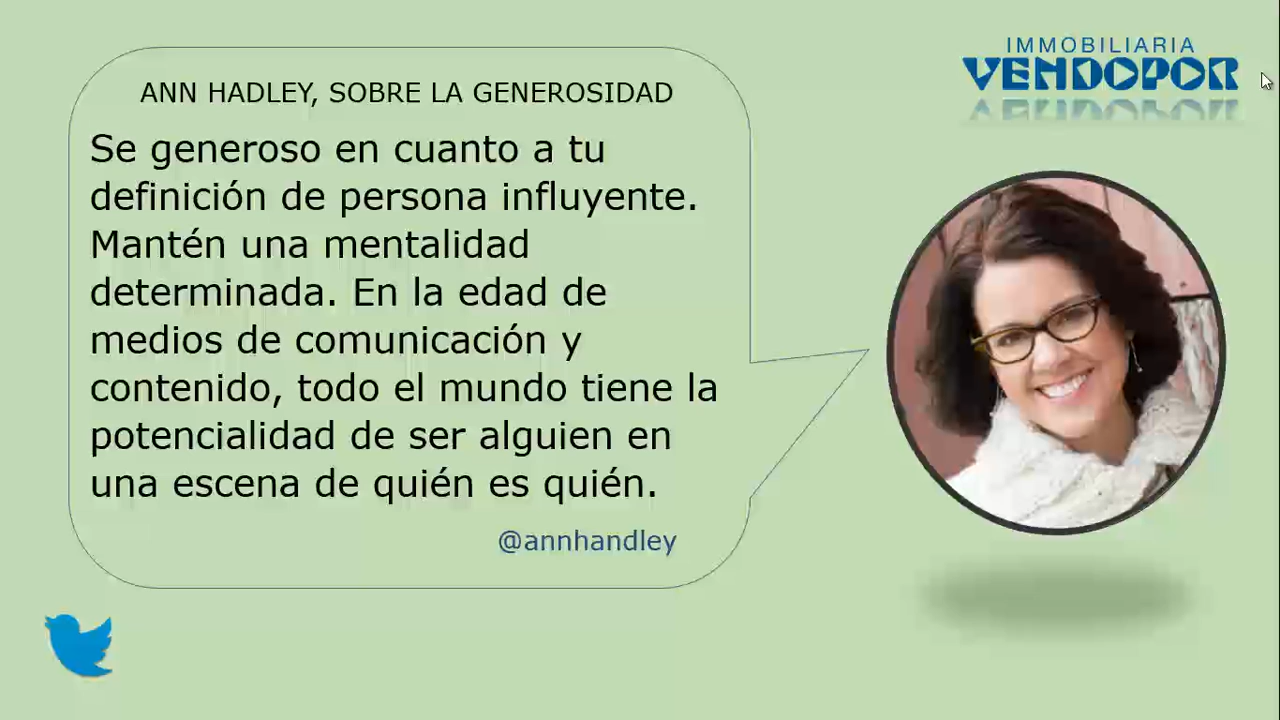 IMMOBILIARIA
VENDOPOR
ANN HADLEY, SOBRE LA GENEROSIDAD
Se generoso en cuanto a tu
definición de persona influyente.
Mantén una mentalidad
determinada. En la edad de
medios de comunicación y
contenido, todo el mundo tiene la
potencialidad de ser alguien en
una escena de quién es quién.
@annhandley